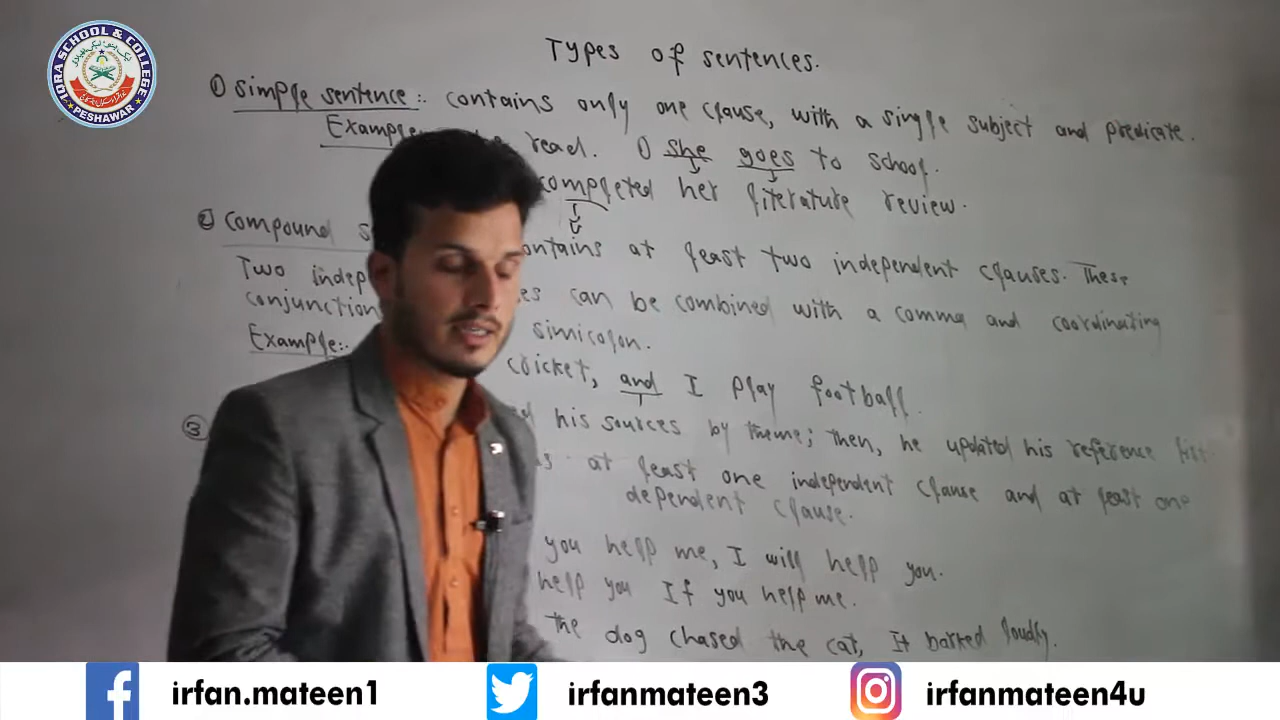 IQRA SCHOOL & COLLEGE
PESHAWAR
Types of sentences.
① simple sentence:. contains only one clause, with a single subject and predicate.
Example read. ① she goes to school.
completed her literature review.
② compound contains at least two independent clauses. These
Two can be combined with a comma and coordinating
conjunction simicolon.
Example:.
cricket, and I play football.
his sources by theme; then, he updated his reference list
③ at least one independent clause and at least one
dependent clause.
you help me, I will help you.
help you If you help me.
the dog chased the cat, It barked loudly.
irfan.mateen1
irfanmateen3
irfanmateen4u